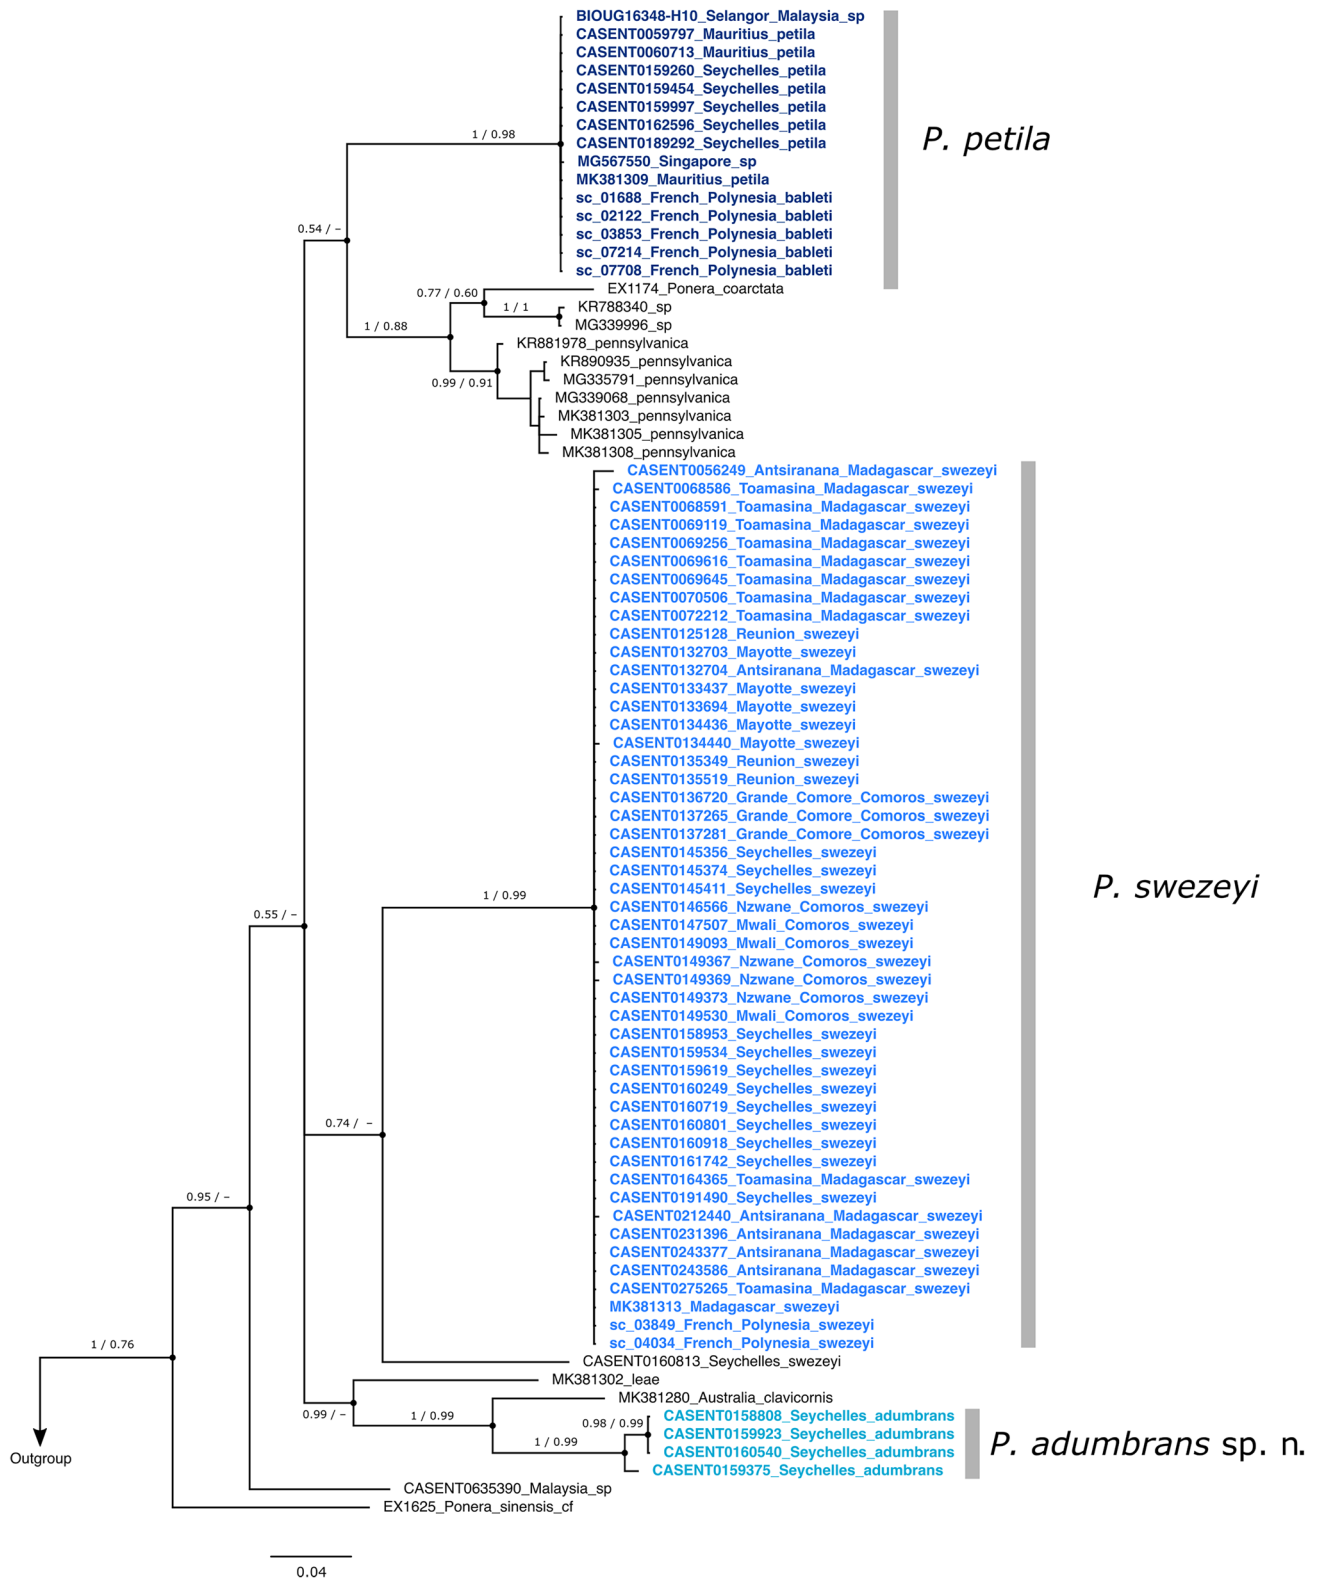 BIOUG16348-H10_Selangor_Malaysia_sp
CASENT0059797_Mauritius_petila
CASENT0060713_Mauritius_petila
CASENT0159260_Seychelles_petila
CASENT0159454_Seychelles_petila
CASENT0159997_Seychelles_petila
CASENT0162596_Seychelles_petila
1 / 0.98
P. petila
CASENT0189292_Seychelles_petila
MG567550_Singapore_sp
MK381309_Mauritius_petila
sc_01688_French_Polynesia_bableti
sc_02122_French_Polynesia_bableti
0.54 / –
sc_03853_French_Polynesia_bableti
sc_07214_French_Polynesia_bableti
sc_07708_French_Polynesia_bableti
EX1174_Ponera_coarctata
0.77 / 0.60
KR788340_sp
1 / 1
MG339996_sp
1 / 0.88
KR881978_pennsylvanica
KR890935_pennsylvanica
MG335791_pennsylvanica
0.99 / 0.91
MG339068_pennsylvanica
MK381303_pennsylvanica
MK381305_pennsylvanica
MK381308_pennsylvanica
CASENT0056249_Antsiranana_Madagascar_swezeyi
CASENT0068586_Toamasina_Madagascar_swezeyi
CASENT0068591_Toamasina_Madagascar_swezeyi
CASENT0069119_Toamasina_Madagascar_swezeyi
CASENT0069256_Toamasina_Madagascar_swezeyi
CASENT0069616_Toamasina_Madagascar_swezeyi
CASENT0069645_Toamasina_Madagascar_swezeyi
CASENT0070506_Toamasina_Madagascar_swezeyi
CASENT0072212_Toamasina_Madagascar_swezeyi
CASENT0125128_Reunion_swezeyi
CASENT0132703_Mayotte_swezeyi
CASENT0132704_Antsiranana_Madagascar_swezeyi
CASENT0133437_Mayotte_swezeyi
CASENT0133694_Mayotte_swezeyi
CASENT0134436_Mayotte_swezeyi
CASENT0134440_Mayotte_swezeyi
CASENT0135349_Reunion_swezeyi
CASENT0135519_Reunion_swezeyi
CASENT0136720_Grande_Comore_Comoros_swezeyi
CASENT0137265_Grande_Comore_Comoros_swezeyi
CASENT0137281_Grande_Comore_Comoros_swezeyi
CASENT0145356_Seychelles_swezeyi
CASENT0145374_Seychelles_swezeyi
CASENT0145411_Seychelles_swezeyi
P. swezeyi
1 / 0.99
CASENT0146566_Nzwane_Comoros_swezeyi
0.55 / –
CASENT0147507_Mwali_Comoros_swezeyi
CASENT0149093_Mwali_Comoros_swezeyi
CASENT0149367_Nzwane_Comoros_swezeyi
CASENT0149369_Nzwane_Comoros_swezeyi
CASENT0149373_Nzwane_Comoros_swezeyi
CASENT0149530_Mwali_Comoros_swezeyi
CASENT0158953_Seychelles_swezeyi
CASENT0159534_Seychelles_swezeyi
CASENT0159619_Seychelles_swezeyi
CASENT0160249_Seychelles_swezeyi
CASENT0160719_Seychelles_swezeyi
0.74 / –
CASENT0160801_Seychelles_swezeyi
CASENT0160918_Seychelles_swezeyi
CASENT0161742_Seychelles_swezeyi
CASENT0164365_Toamasina_Madagascar_swezeyi
0.95 / –
CASENT0191490_Seychelles_swezeyi
CASENT0212440_Antsiranana_Madagascar_swezeyi
CASENT0231396_Antsiranana_Madagascar_swezeyi
CASENT0243377_Antsiranana_Madagascar_swezeyi
CASENT0243586_Antsiranana_Madagascar_swezeyi
CASENT0275265_Toamasina_Madagascar_swezeyi
MK381313_Madagascar_swezeyi
sc_03849_French_Polynesia_swezeyi
1 / 0.76
sc_04034_French_Polynesia_swezeyi
CASENT0160813_Seychelles_swezeyi
MK381302_leae
MK381280_Australia_clavicornis
0.99 / –
1 / 0.99
CASENT0158808_Seychelles_adumbrans
0.98 / 0.99
CASENT0159923_Seychelles_adumbrans
1 / 0.99
P. adumbrans sp. n.
CASENT0160540_Seychelles_adumbrans
Outgroup
CASENT0159375_Seychelles_adumbrans
CASENT0635390_Malaysia_sp
EX1625_Ponera_sinensis_cf
0.04